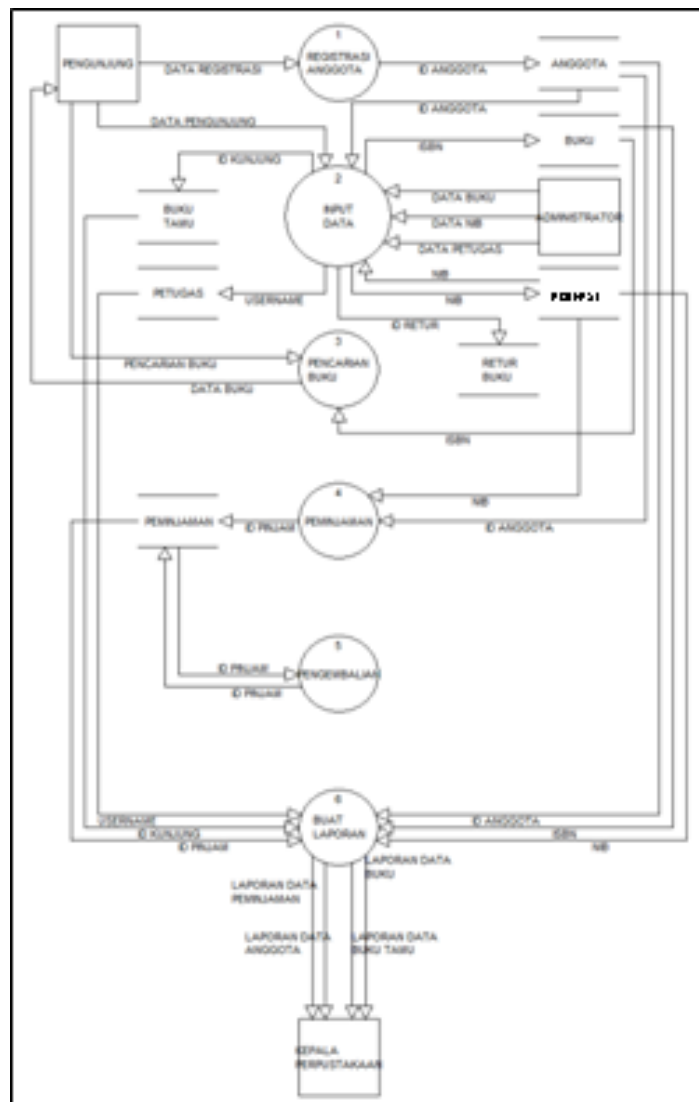 1
REGISTRASI
ANGGOTA
PENGUNJUNG
DATA REGISTRASI
ID ANGGOTA
ANGGOTA
ID ANGGOTA
DATA PENGUNJUNG
ISBN
BUKU
ID KUNJUNG
2
INPUT
DATA
BUKU
TAMU
DATA BUKU
DATA NIB
DATA PETUGAS
ADMINISTRATOR
NIB
PETUGAS
USERNAME
NIB
ID RETUR
3
PENCARIAN
BUKU
RETUR
BUKU
PENCARIAN BUKU
DATA BUKU
ISBN
4
NIB
PEMINJAMAN
ID PINJAM
PEMINJAMAN
ID ANGGOTA
5
ID PINJAM
PENGEMBALIAN
ID PINJAM
6
BUAT
LAPORAN
USERNAME
ID KUNJUNG
ID PINJAM
ID ANGGOTA
ISBN
NIB
LAPORAN DATA
BUKU
LAPORAN DATA
PEMINJAMAN
LAPORAN DATA
ANGGOTA
LAPORAN DATA
BUKU TAMU
KEPALA
PERPUSTAKAAN